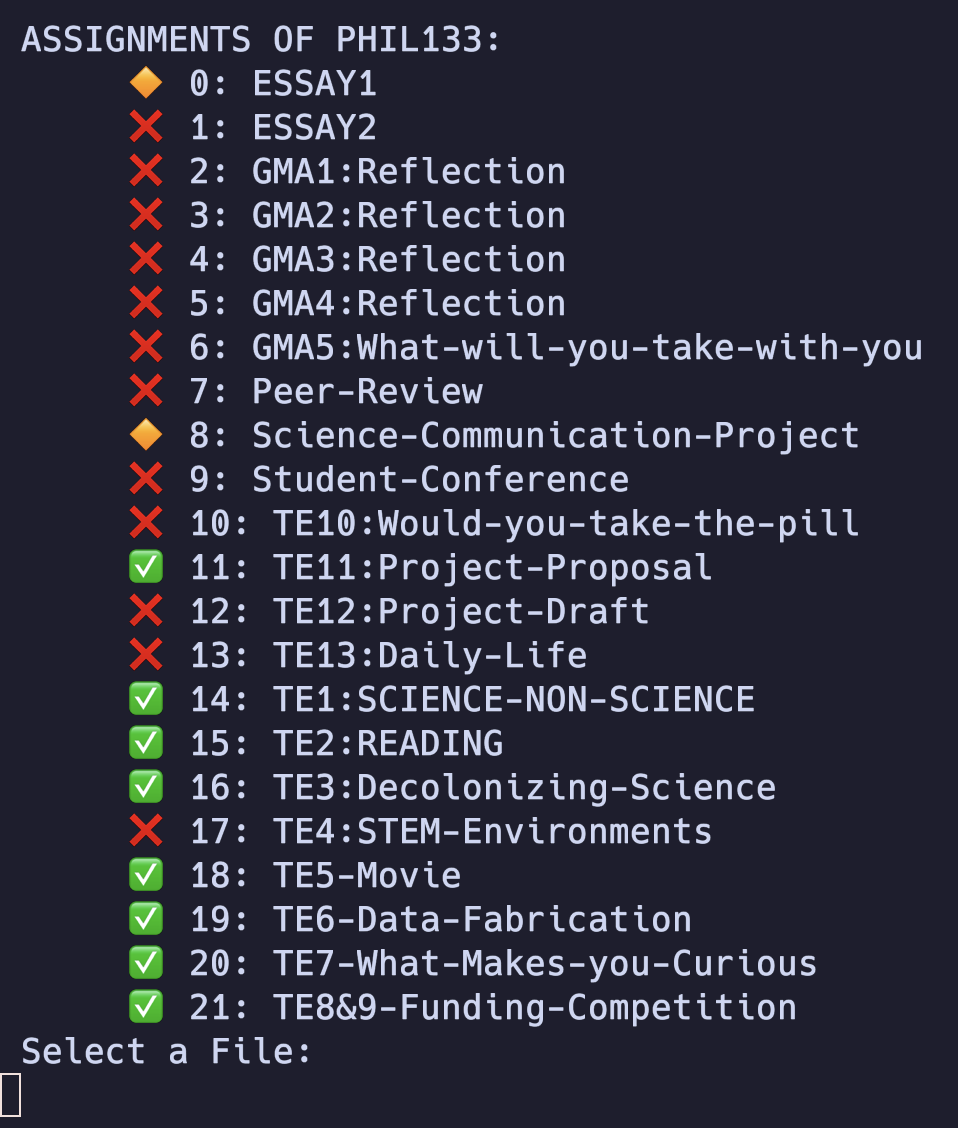 ASSIGNMENTS OF PHIL133:
🔸 0: ESSAY1
❌ 1: ESSAY2
❌ 2: GMA1:Reflection
❌ 3: GMA2:Reflection
❌ 4: GMA3:Reflection
❌ 5: GMA4:Reflection
❌ 6: GMA5:What-will-you-take-with-you
❌ 7: Peer-Review
🔸 8: Science-Communication-Project
❌ 9: Student-Conference
❌ 10: TE10:Would-you-take-the-pill
✅ 11: TE11:Project-Proposal
❌ 12: TE12:Project-Draft
❌ 13: TE13:Daily-Life
✅ 14: TE1:SCIENCE-NON-SCIENCE
✅ 15: TE2:READING
✅ 16: TE3:Decolonizing-Science
❌ 17: TE4:STEM-Environments
✅ 18: TE5-Movie
✅ 19: TE6-Data-Fabrication
✅ 20: TE7-What-Makes-you-Curious
✅ 21: TE8&9-Funding-Competition
Select a File: